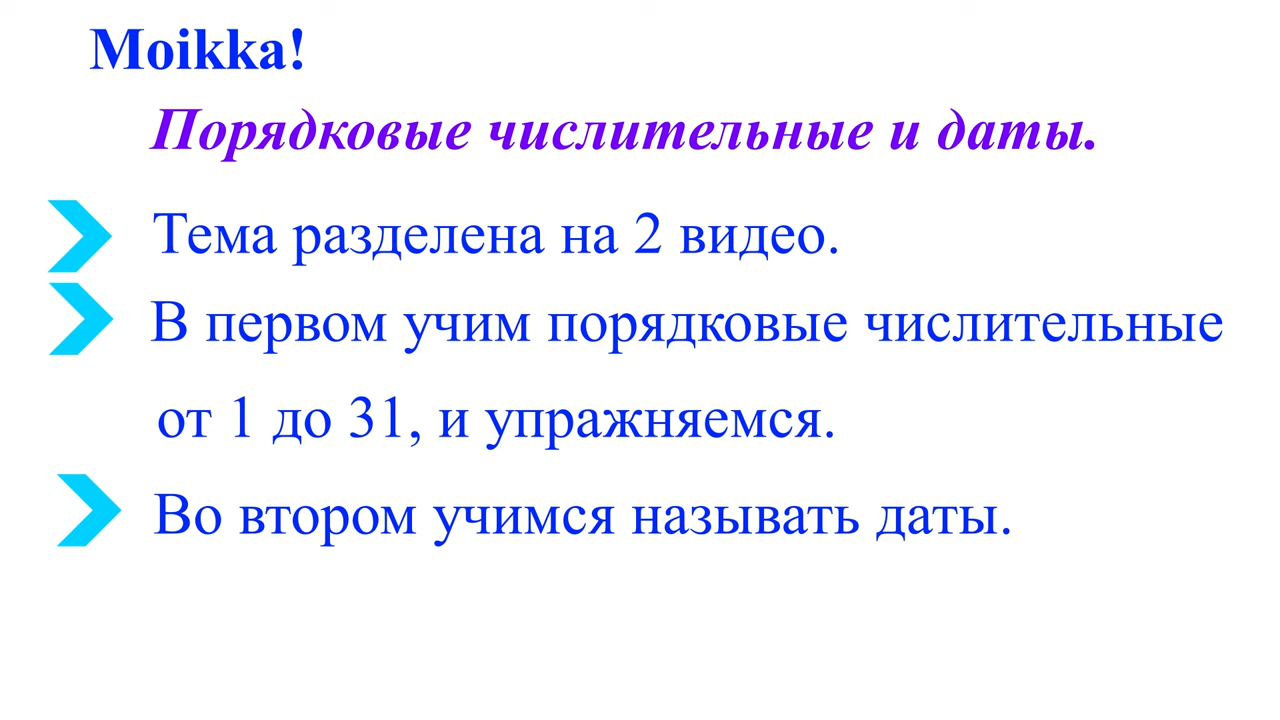 Moikka!
Порядковые числительные и даты.
Тема разделена на 2 видео.
В первом учим порядковые числительные
от 1 до 31, и упражняемся.
Во втором учимся называть даты.